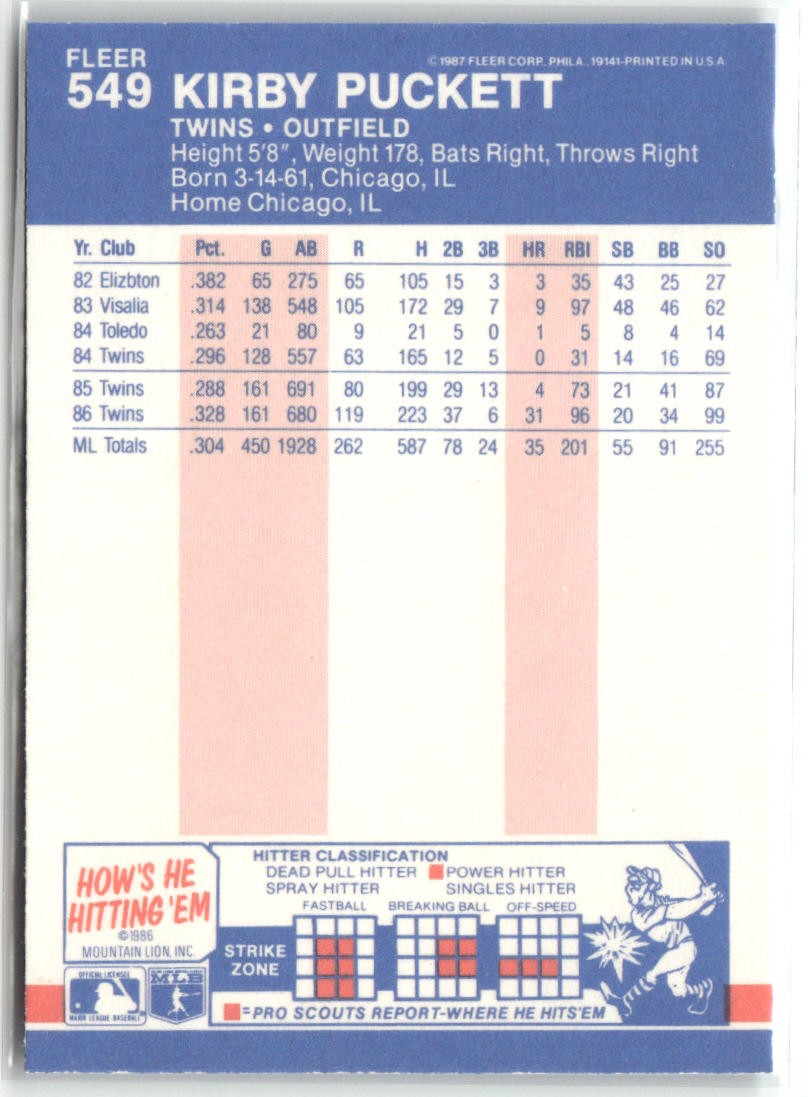 FLEER
© 1987 FLEER CORP. PHILA., 19141-PRINTED IN U.S.A
549 KIRBY PUCKETT
TWINS • OUTFIELD
Height 5'8", Weight 178, Bats Right, Throws Right
Born 3-14-61, Chicago, IL
Home Chicago, IL
Yr. Club Pct. G AB R H 2B 3B HR RBI SB BB SO
82 Elizbton .382 65 275 65 105 15 3 3 35 43 25 27
83 Visalia .314 138 548 105 172 29 7 9 97 48 46 62
84 Toledo .263 21 80 9 21 5 0 1 5 8 4 14
84 Twins .296 128 557 63 165 12 5 0 31 14 16 69
85 Twins .288 161 691 80 199 29 13 4 73 21 41 87
86 Twins .328 161 680 119 223 37 6 31 96 20 34 99
ML Totals .304 450 1928 262 587 78 24 35 201 55 91 255
HOW'S HE
HITTING 'EM
©1986
MOUNTAIN LION, INC.
HITTER CLASSIFICATION
DEAD PULL HITTER POWER HITTER
SPRAY HITTER SINGLES HITTER
FASTBALL BREAKING BALL OFF-SPEED
STRIKE
ZONE
=PRO SCOUTS REPORT-WHERE HE HITS'EM
OFFICIAL LICENSEE
MAJOR LEAGUE BASEBALL
MLB